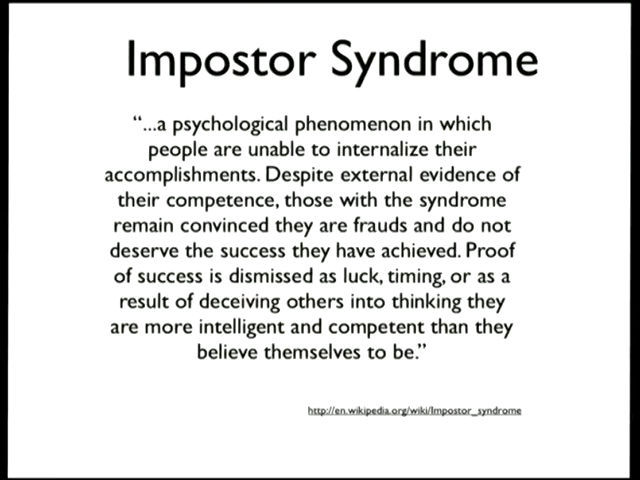 Impostor Syndrome
“...a psychological phenomenon in which
people are unable to internalize their
accomplishments. Despite external evidence of
their competence, those with the syndrome
remain convinced they are frauds and do not
deserve the success they have achieved. Proof
of success is dismissed as luck, timing, or as a
result of deceiving others into thinking they
are more intelligent and competent than they
believe themselves to be.”
http://en.wikipedia.org/wiki/Impostor_syndrome